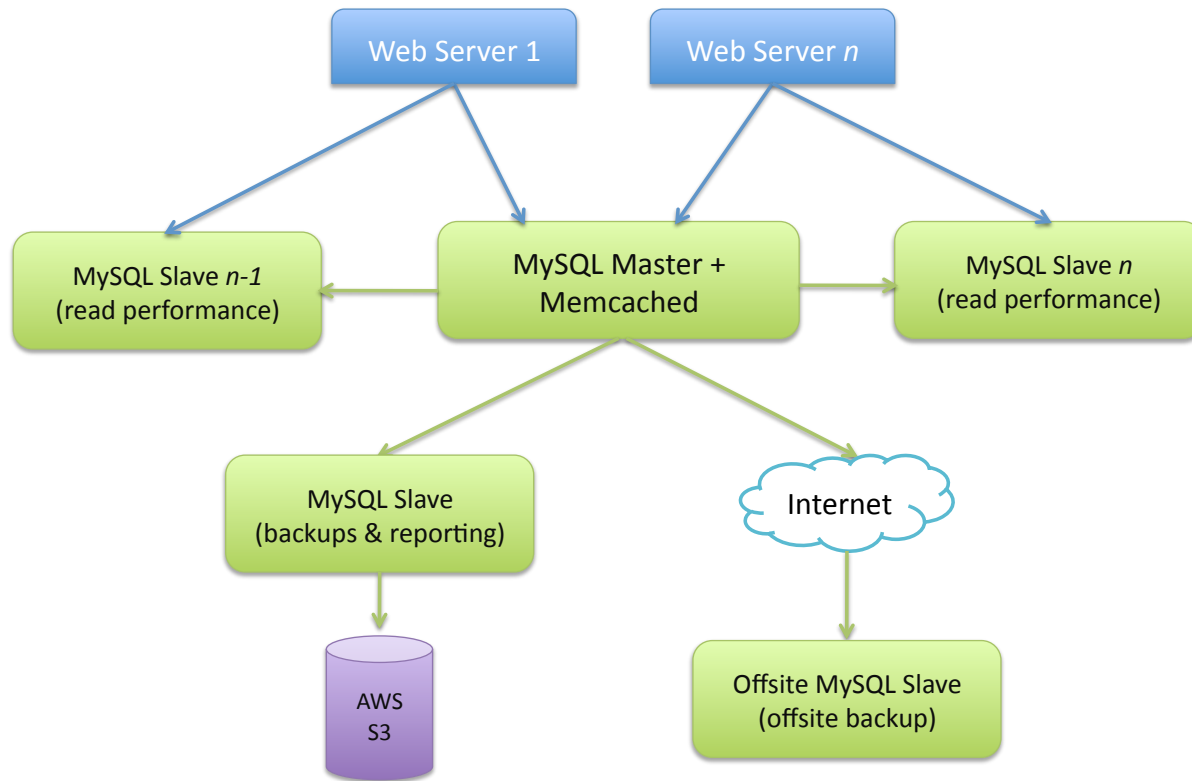 Web Server 1
Web Server n
MySQL Slave n-1
(read performance)
MySQL Master +
Memcached
MySQL Slave n
(read performance)
MySQL Slave
(backups & reporting)
Internet
AWS
S3
Offsite MySQL Slave
(offsite backup)